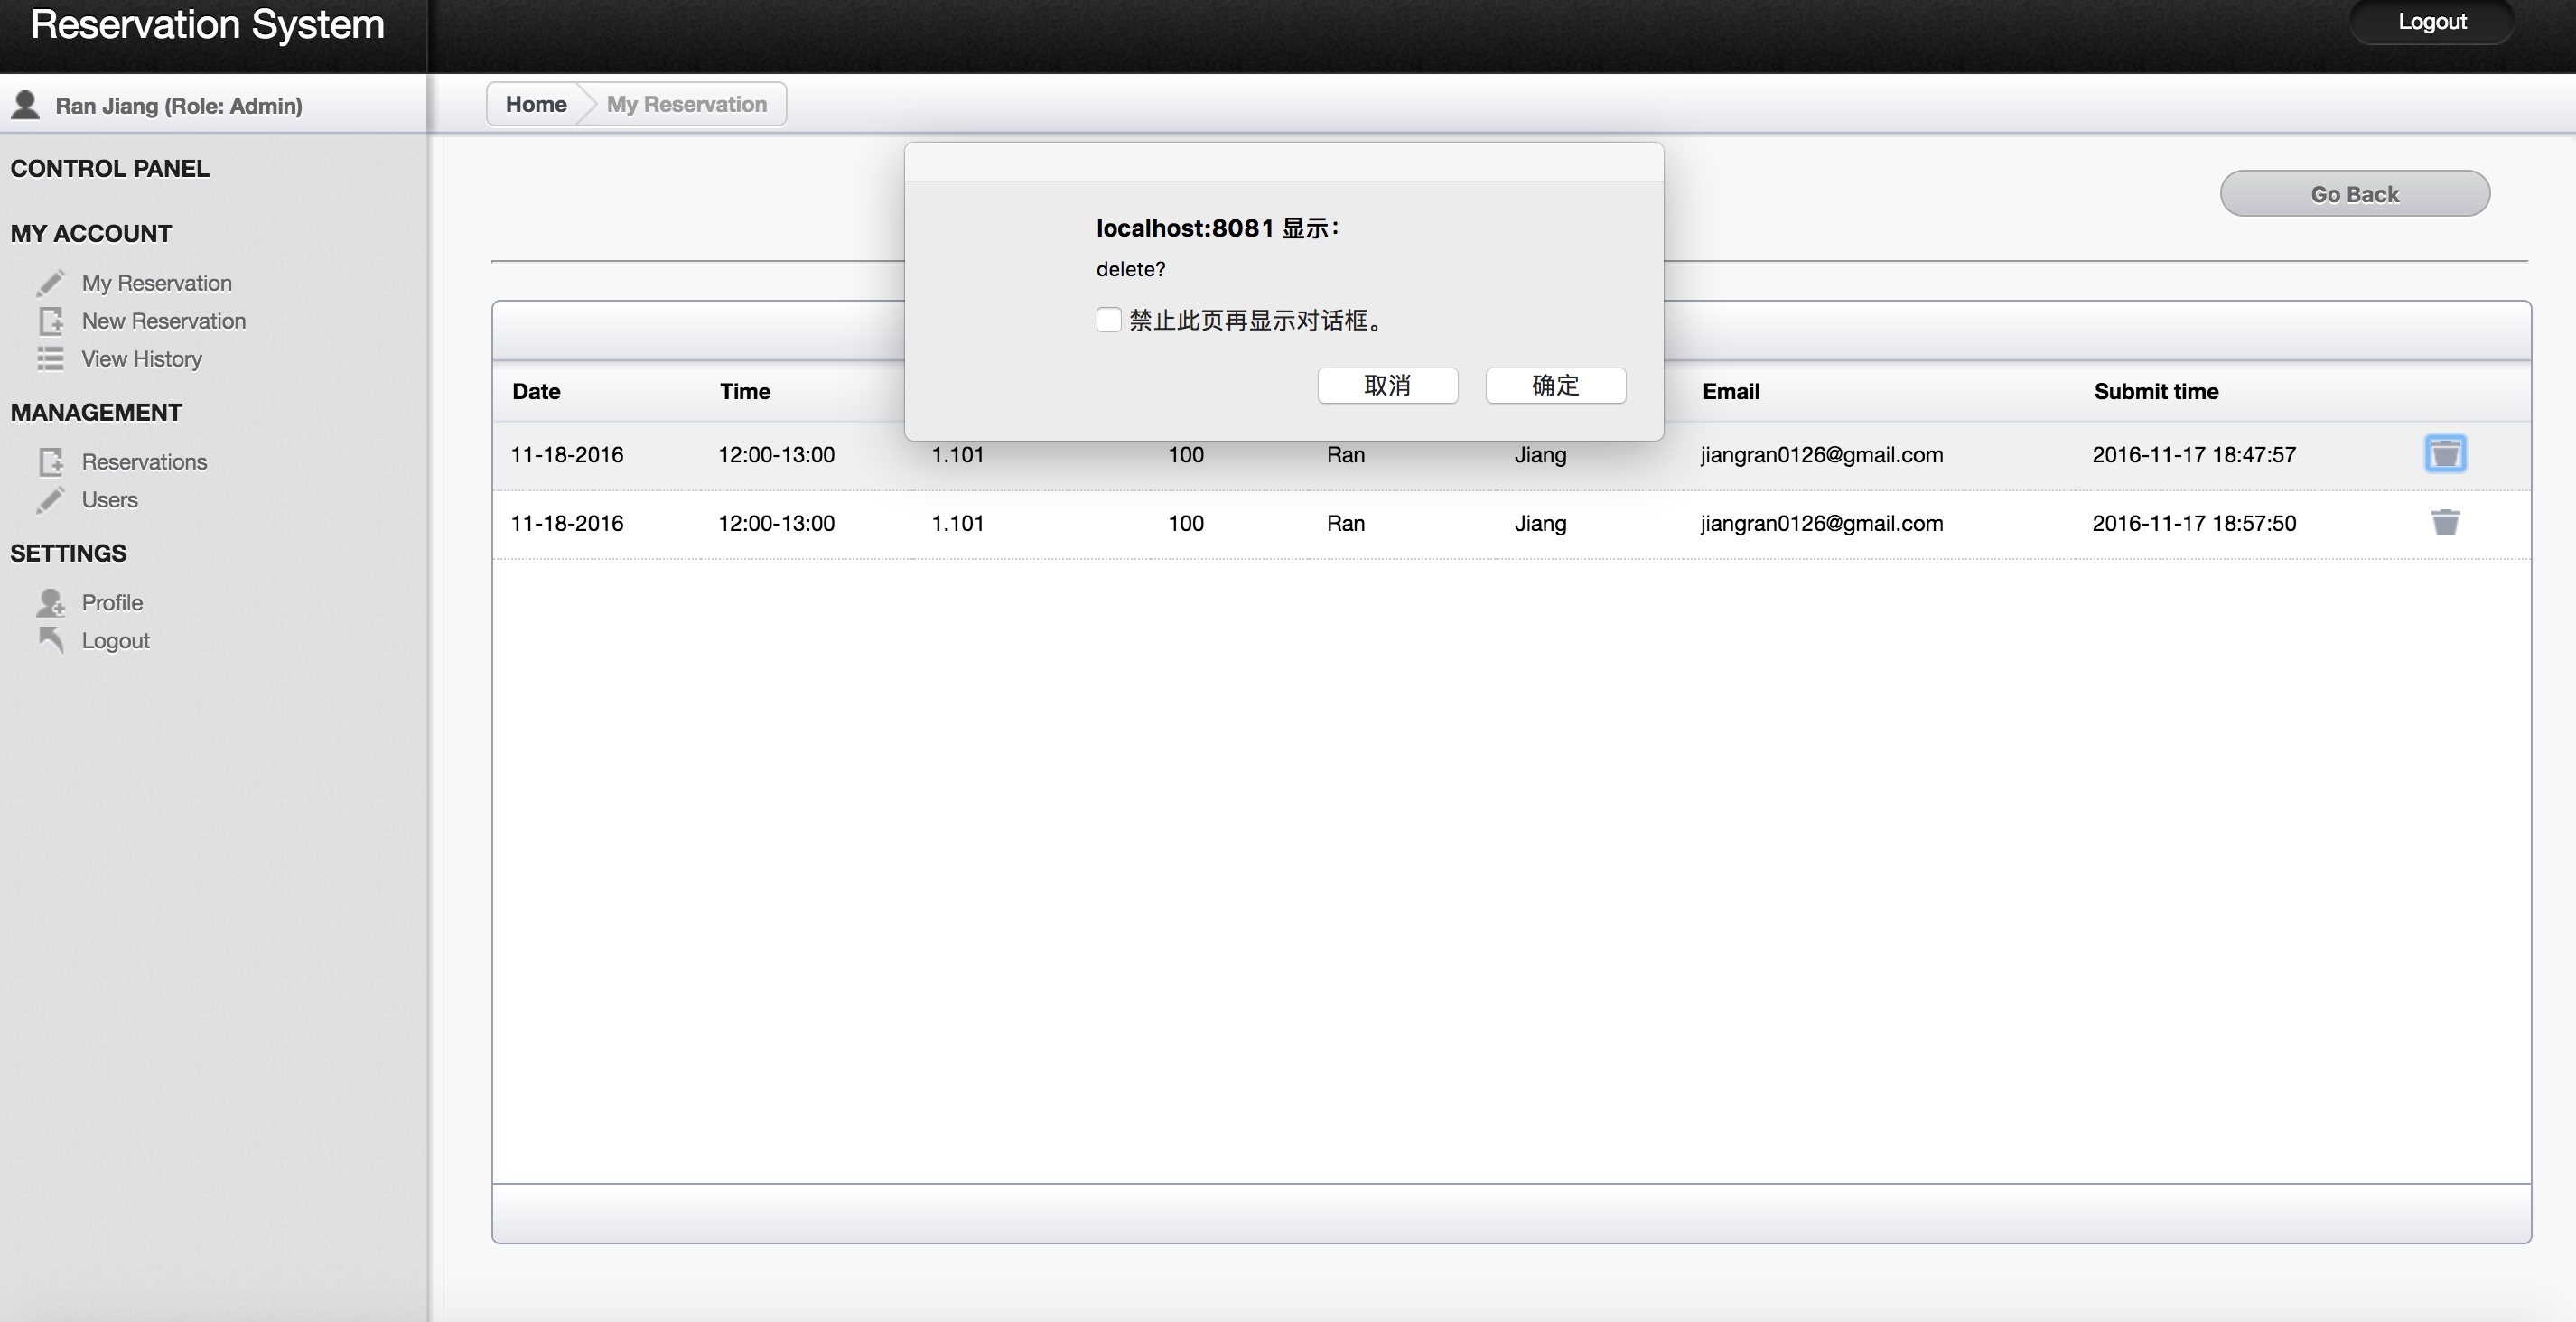 Reservation System
Logout
Ran Jiang (Role: Admin)
Home
My Reservation
CONTROL PANEL
MY ACCOUNT
My Reservation
New Reservation
View History
MANAGEMENT
Reservations
Users
SETTINGS
Profile
Logout
Go Back
localhost:8081 显示：
delete?
禁止此页再显示对话框。
取消 确定
Date Time Email Submit time
11-18-2016 12:00-13:00 1.101 100 Ran Jiang jiangran0126@gmail.com 2016-11-17 18:47:57
11-18-2016 12:00-13:00 1.101 100 Ran Jiang jiangran0126@gmail.com 2016-11-17 18:57:50